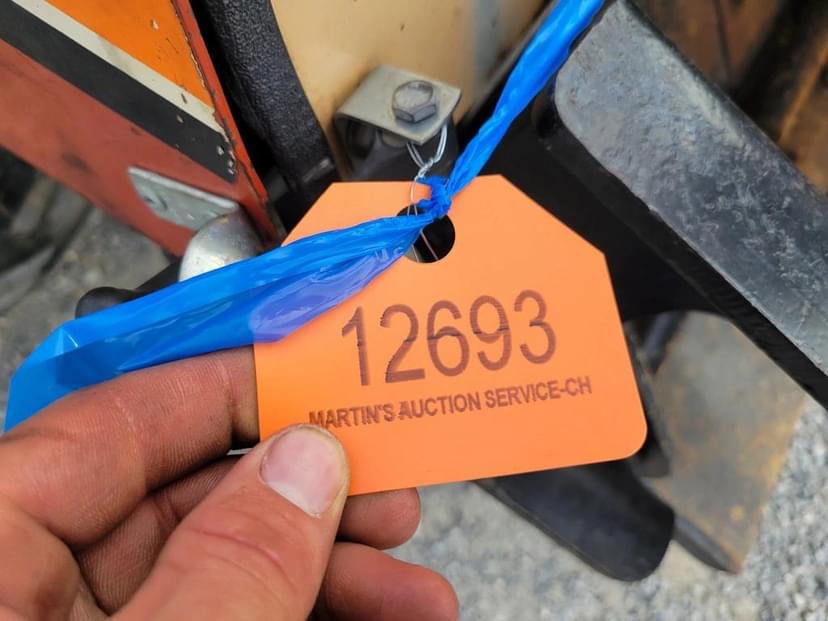 12693
MARTIN'S AUCTION SERVICE-CH